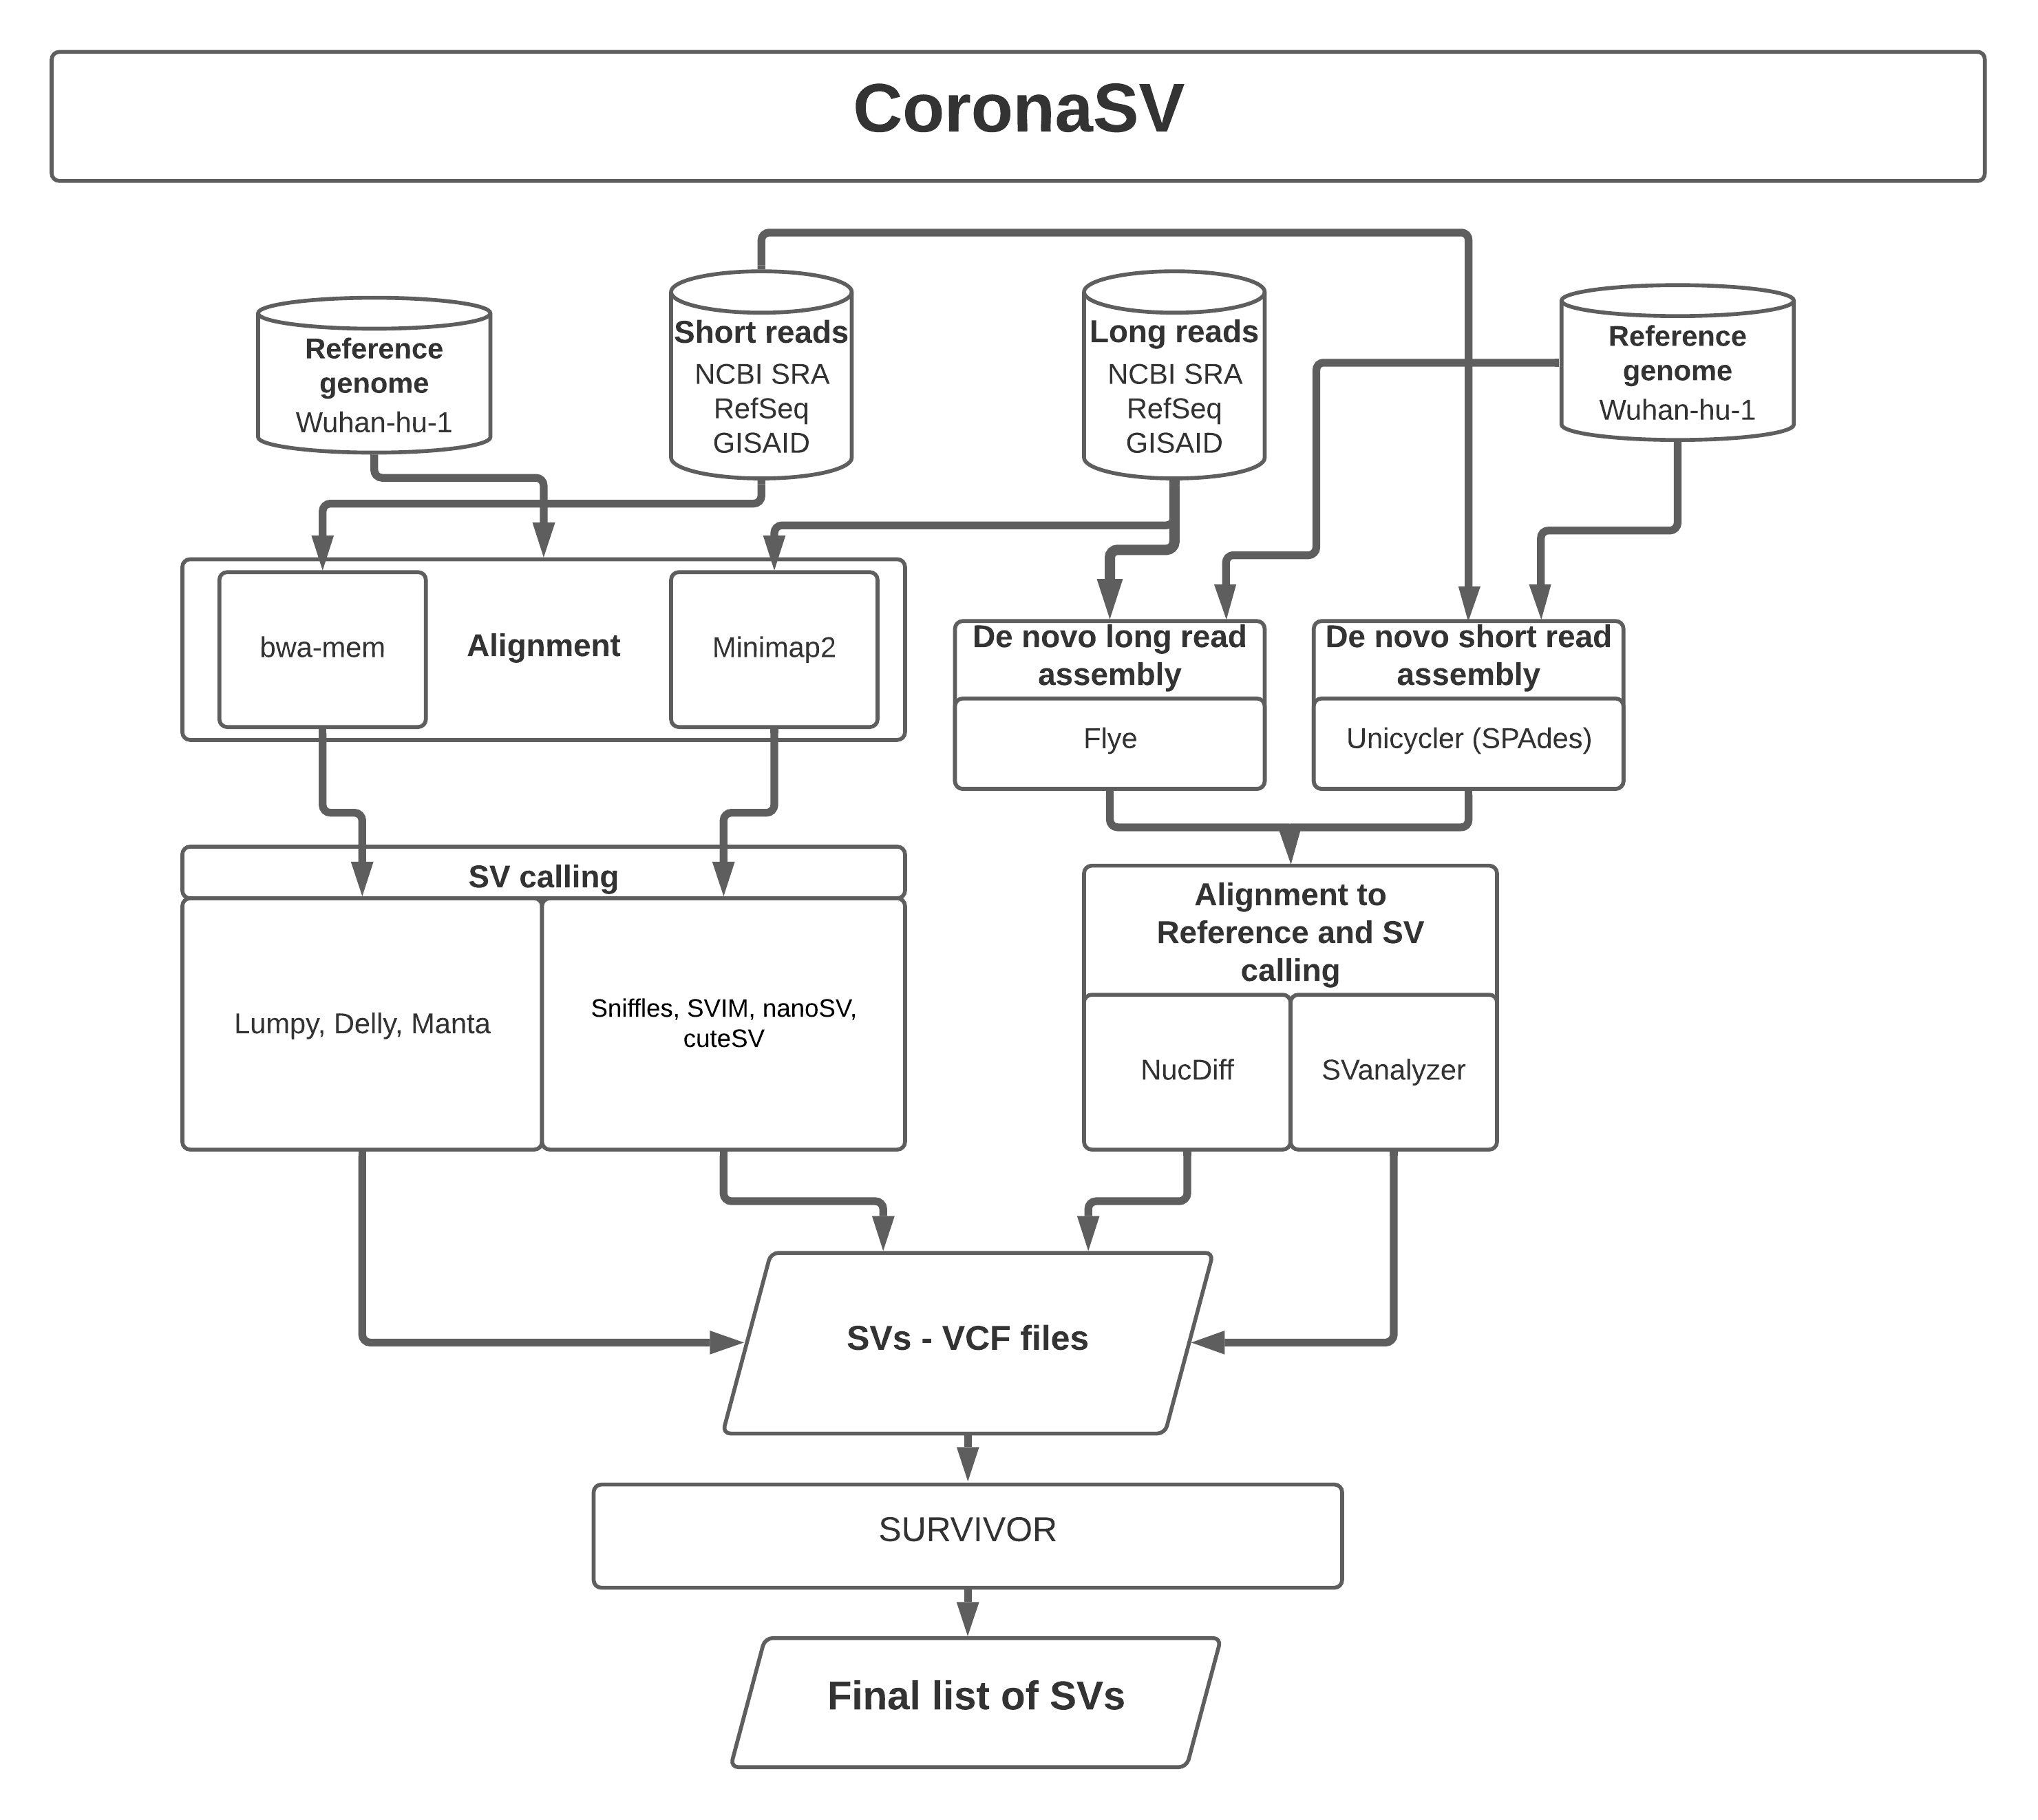 CoronaSV
Reference
genome
Wuhan-hu-1
Short reads
NCBI SRA
RefSeq
GISAID
Long reads
NCBI SRA
RefSeq
GISAID
Reference
genome
Wuhan-hu-1
bwa-mem
Alignment
Minimap2
De novo long read
assembly
Flye
De novo short read
assembly
Unicycler (SPAdes)
SV calling
Lumpy, Delly, Manta
Sniffles, SVIM, nanoSV,
cuteSV
Alignment to
Reference and SV
calling
NucDiff
SVanalyzer
SVs - VCF files
SURVIVOR
Final list of SVs